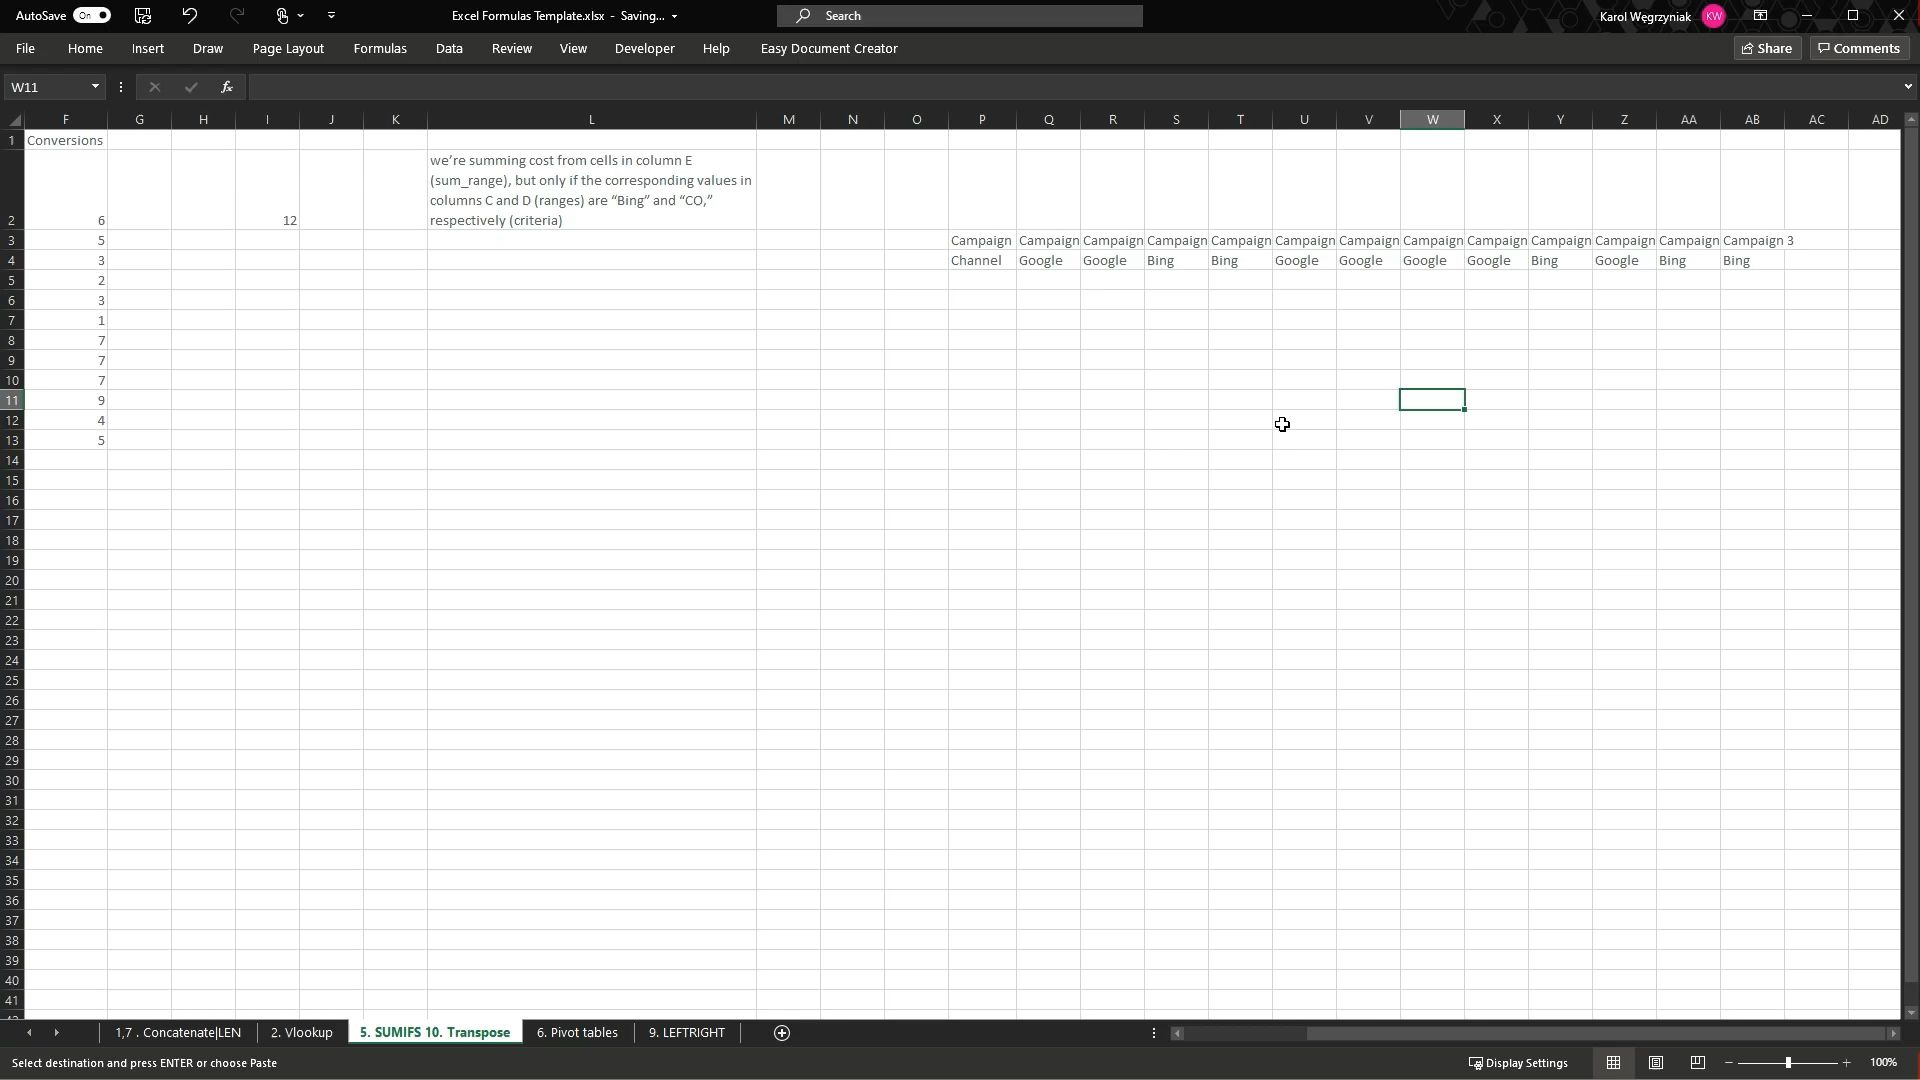 AutoSave On Excel Formulas Template.xlsx - Saving... Search Karol Węgrzyniak KW
File Home Insert Draw Page Layout Formulas Data Review View Developer Help Easy Document Creator Share Comments
W11 fx
F G H I J K L M N O P Q R S T U V W X Y Z AA AB AC AD
1 Conversions
we’re summing cost from cells in column E
(sum_range), but only if the corresponding values in
columns C and D (ranges) are “Bing” and “CO,”
2 6 12 respectively (criteria)
3 5 Campaign Campaign Campaign Campaign Campaign Campaign Campaign Campaign Campaign Campaign Campaign Campaign Campaign 3
4 3 Channel Google Google Bing Bing Google Google Google Google Bing Google Bing Bing
5 2
6 3
7 1
8 7
9 7
10 7
11 9
12 4
13 5
14
15
16
17
18
19
20
21
22
23
24
25
26
27
28
29
30
31
32
33
34
35
36
37
38
39
40
41
1,7 . Concatenate|LEN 2. Vlookup 5. SUMIFS 10. Transpose 6. Pivot tables 9. LEFTRIGHT
Select destination and press ENTER or choose Paste Display Settings 100%